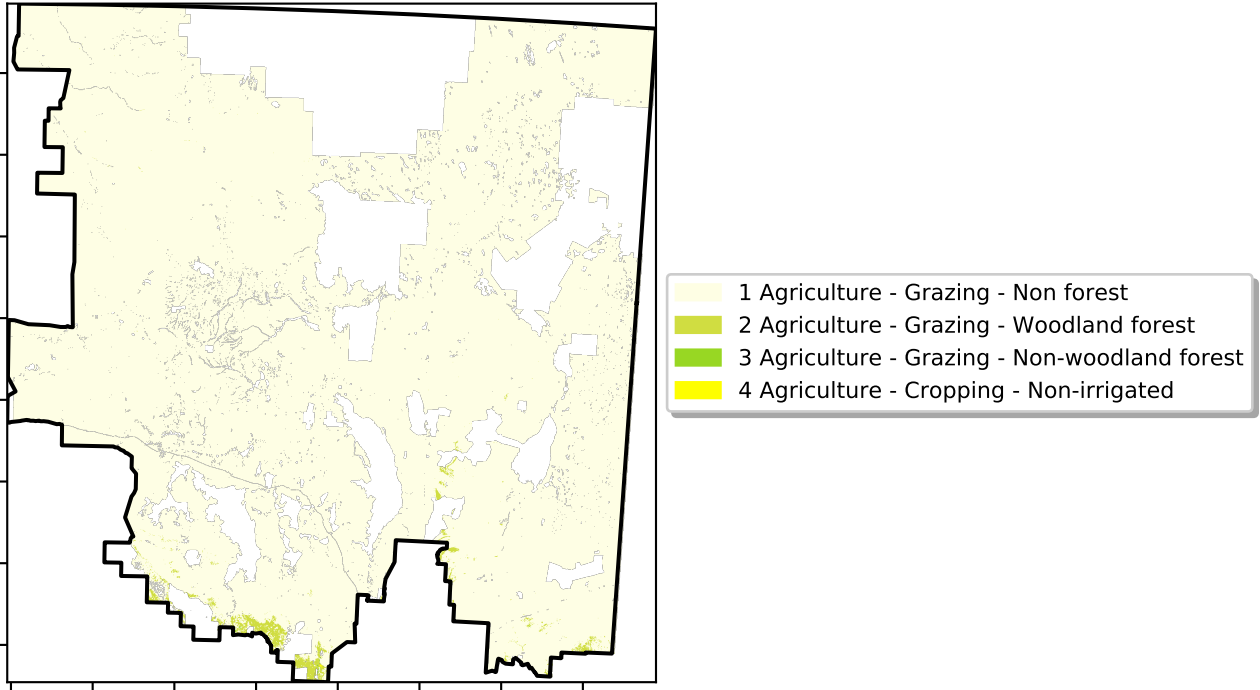 1 Agriculture - Grazing - Non forest
2 Agriculture - Grazing - Woodland forest
3 Agriculture - Grazing - Non-woodland forest
4 Agriculture - Cropping - Non-irrigated